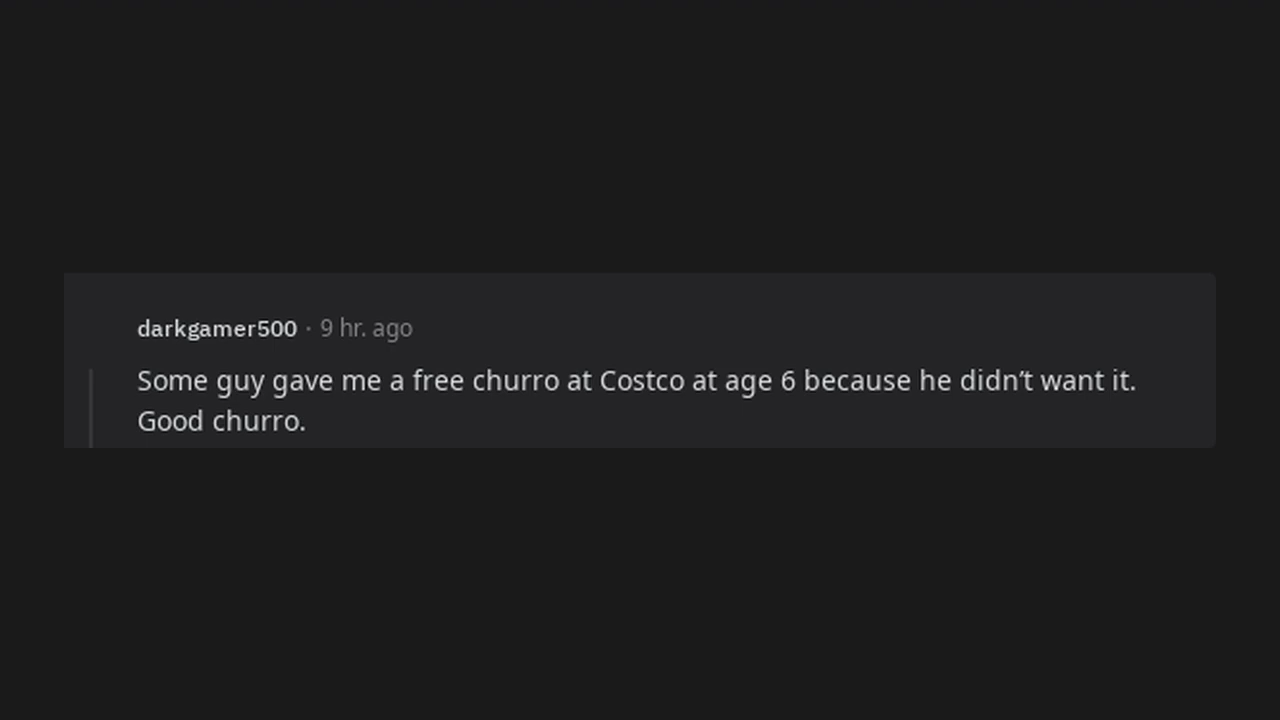 darkgamer500 · 9 hr. ago
Some guy gave me a free churro at Costco at age 6 because he didn’t want it.
Good churro.